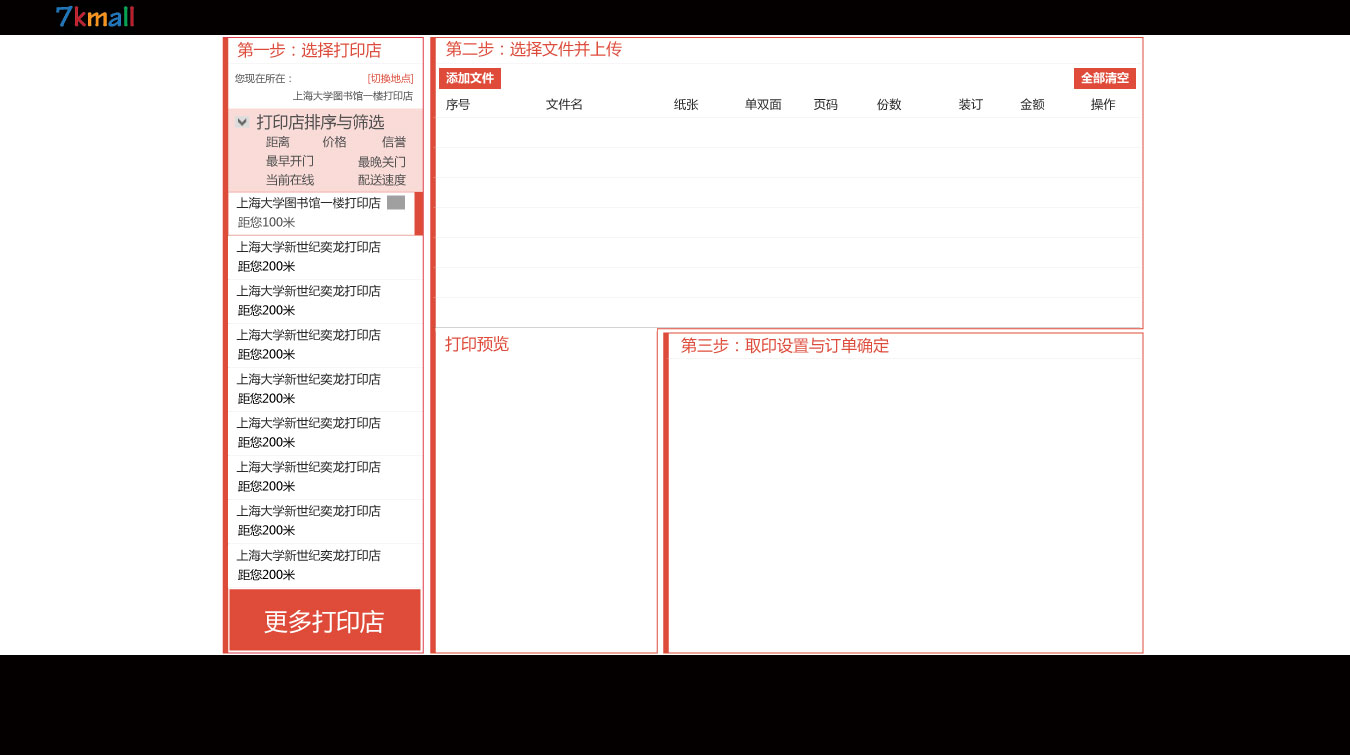 7kmall
第一步：选择打印店
您现在所在：
[切换地点]
上海大学图书馆一楼打印店
打印店排序与筛选
距离 价格 信誉
最早开门 最晚关门
当前在线 配送速度
上海大学图书馆一楼打印店
距您100米
上海大学新世纪奕龙打印店
距您200米
上海大学新世纪奕龙打印店
距您200米
上海大学新世纪奕龙打印店
距您200米
上海大学新世纪奕龙打印店
距您200米
上海大学新世纪奕龙打印店
距您200米
上海大学新世纪奕龙打印店
距您200米
上海大学新世纪奕龙打印店
距您200米
上海大学新世纪奕龙打印店
距您200米
更多打印店
第二步：选择文件并上传
添加文件 全部清空
序号 文件名 纸张 单双面 页码 份数 装订 金额 操作
打印预览
第三步：取印设置与订单确定